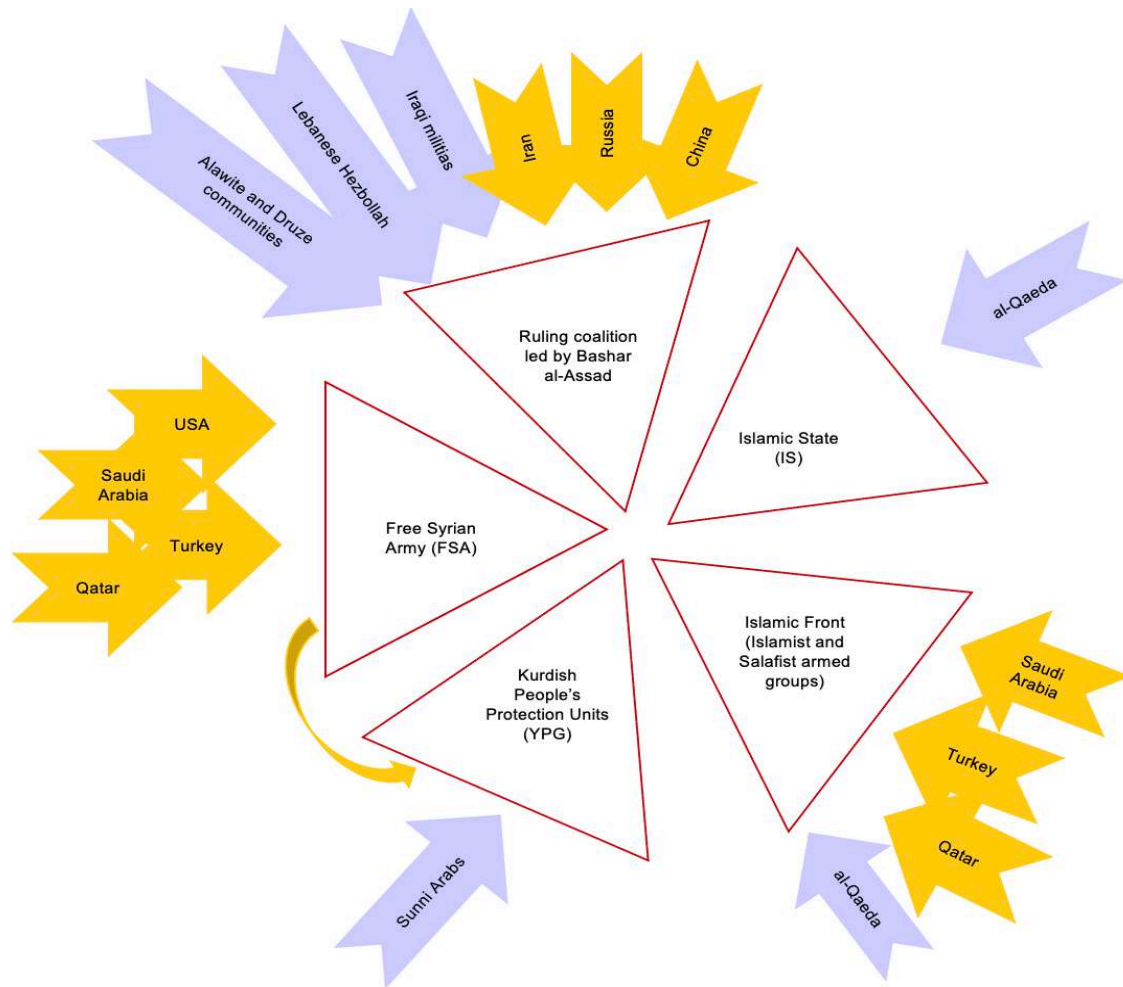 Alawite and Druze
communities
Lebanese Hezbollah
Iraqi militias
Iran
Russia
China
al-Qaeda
Ruling coalition
led by Bashar
al-Assad
Islamic State
(IS)
USA
Saudi
Arabia
Turkey
Qatar
Free Syrian
Army (FSA)
Kurdish
People's
Protection Units
(YPG)
Islamic Front
(Islamist and
Salafist armed
groups)
Saudi
Arabia
Turkey
Qatar
al-Qaeda
Sunni Arabs